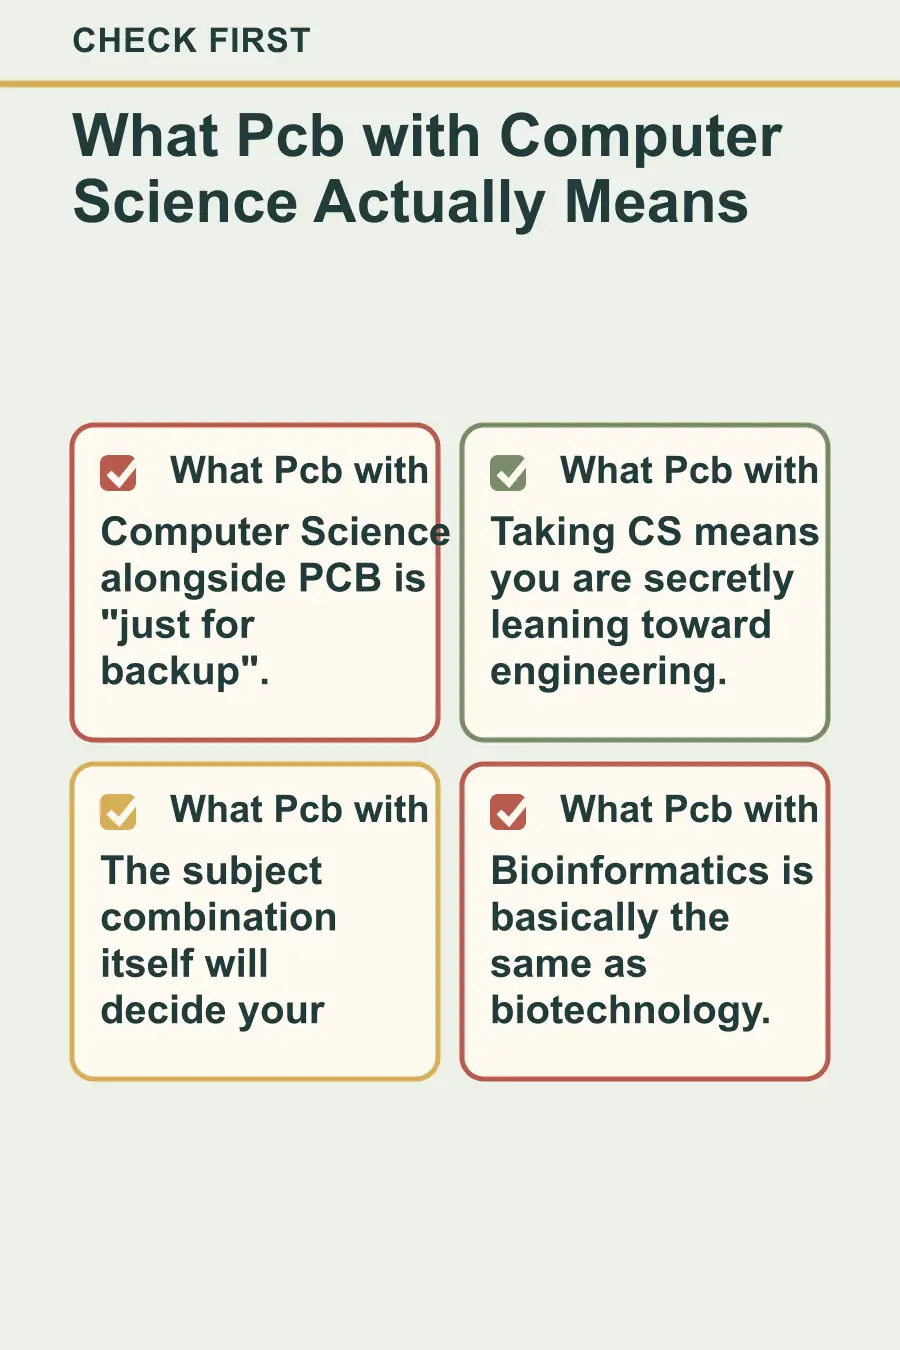 CHECK FIRST
What Pcb with Computer
Science Actually Means
What Pcb with
Computer Science
alongside PCB is
"just for
backup".
What Pcb with
Taking CS means
you are secretly
leaning toward
engineering.
What Pcb with
The subject
combination
itself will
decide your
What Pcb with
Bioinformatics is
basically the
same as
biotechnology.